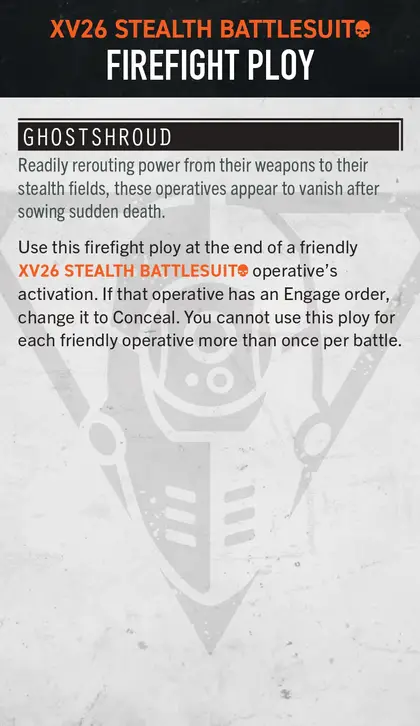 XV26 STEALTH BATTLESUIT
FIREFIGHT PLOY
GHOSTSHROUD
Readily rerouting power from their weapons to their
stealth fields, these operatives appear to vanish after
sowing sudden death.
Use this firefight ploy at the end of a friendly
XV26 STEALTH BATTLESUIT operative’s
activation. If that operative has an Engage order,
change it to Conceal. You cannot use this ploy for
each friendly operative more than once per battle.